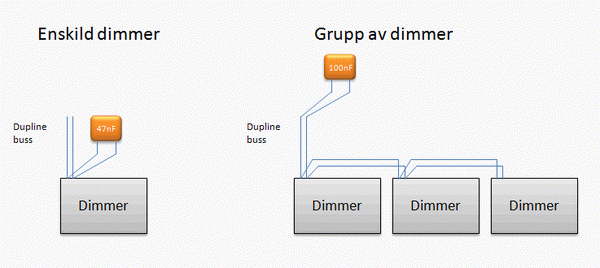 Enskild dimmer
Grupp av dimmer
47nF
Dupline
buss
Dimmer
100nF
Dupline
buss
Dimmer
Dimmer
Dimmer